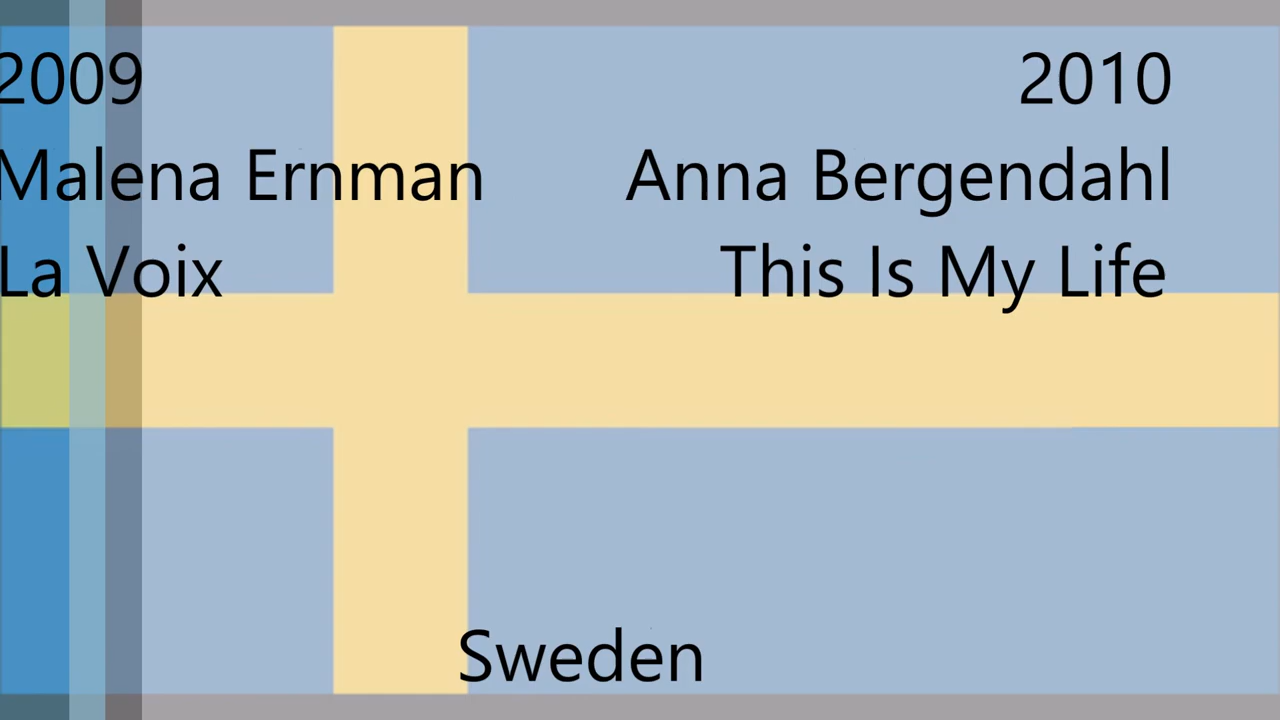 2009
Malena Ernman
La Voix
2010
Anna Bergendahl
This Is My Life
Sweden